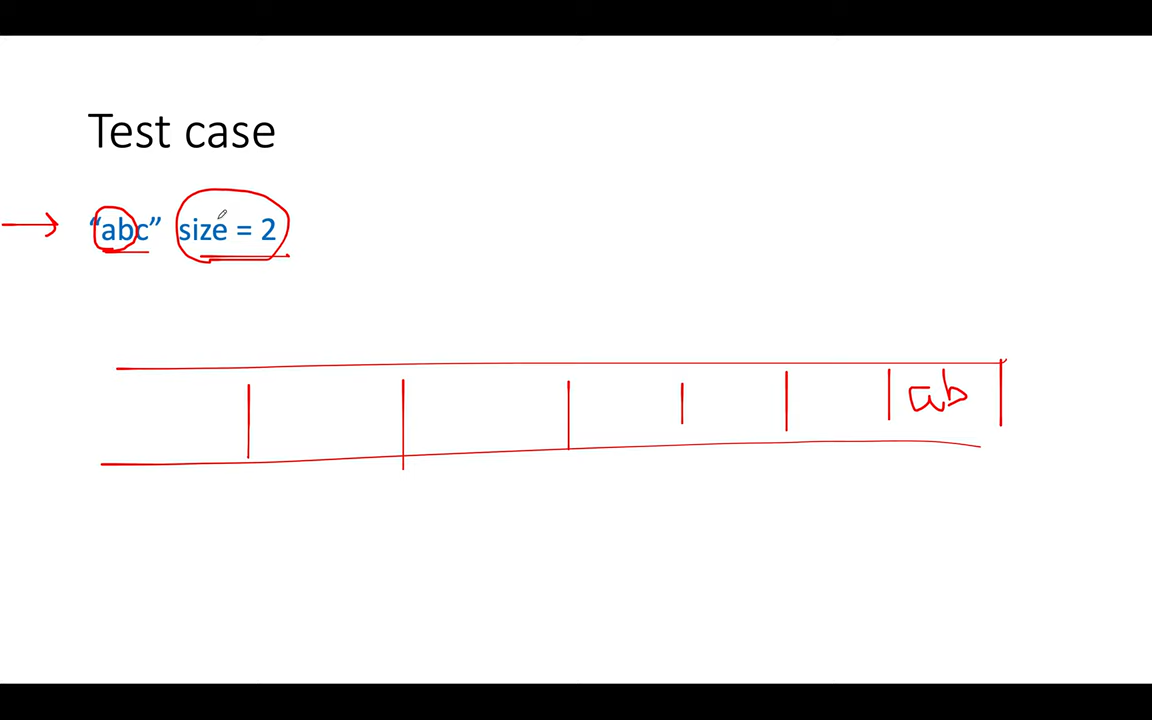 Test case
“abc” size = 2
ab